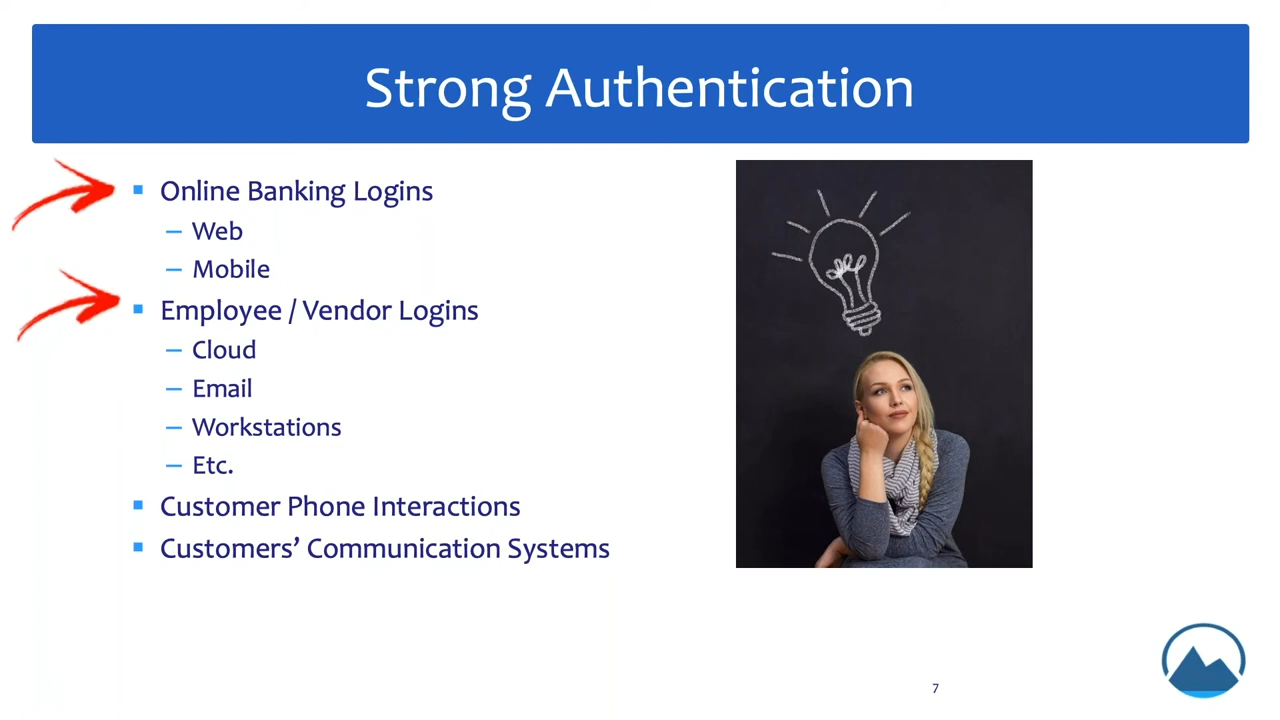 Strong Authentication
Online Banking Logins
– Web
– Mobile
Employee / Vendor Logins
– Cloud
– Email
– Workstations
– Etc.
Customer Phone Interactions
Customers’ Communication Systems
7